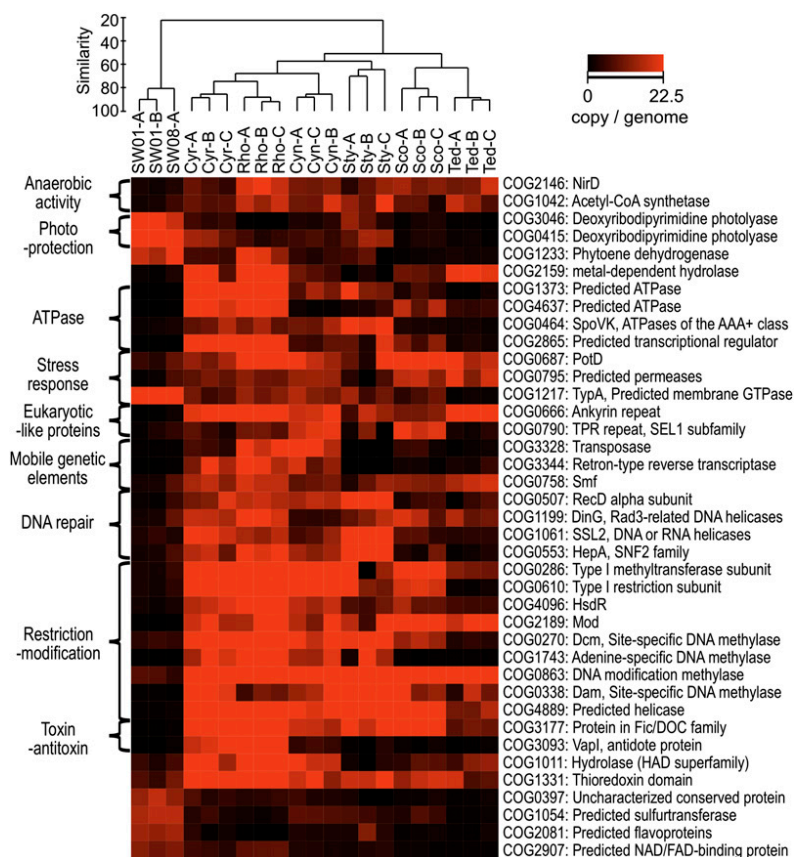 Similarity
20
40
60
80
100
0 22.5
copy / genome
SW01-A
SW01-B
SW08-A
Cyr-A
Cyr-B
Cyr-C
Rho-A
Rho-B
Rho-C
Cyn-A
Cyn-C
Cyn-B
Sty-A
Sty-B
Sty-C
Sco-A
Sco-B
Sco-C
Ted-A
Ted-B
Ted-C
Anaerobic
activity
Photo
-protection
ATPase
Stress
response
Eukaryotic
-like proteins
Mobile genetic
elements
DNA repair
Restriction
-modification
Toxin
-antitoxin
COG2146: NirD
COG1042: Acetyl-CoA synthetase
COG3046: Deoxyribodipyrimidine photolyase
COG0415: Deoxyribodipyrimidine photolyase
COG1233: Phytoene dehydrogenase
COG2159: metal-dependent hydrolase
COG1373: Predicted ATPase
COG4637: Predicted ATPase
COG0464: SpoVK, ATPases of the AAA+ class
COG2865: Predicted transcriptional regulator
COG0687: PotD
COG0795: Predicted permeases
COG1217: TypA, Predicted membrane GTPase
COG0666: Ankyrin repeat
COG0790: TPR repeat, SEL1 subfamily
COG3328: Transposase
COG3344: Retron-type reverse transcriptase
COG0758: Smf
COG0507: RecD alpha subunit
COG1199: DinG, Rad3-related DNA helicases
COG1061: SSL2, DNA or RNA helicases
COG0553: HepA, SNF2 family
COG0286: Type I methyltransferase subunit
COG0610: Type I restriction subunit
COG4096: HsdR
COG2189: Mod
COG0270: Dcm, Site-specific DNA methylase
COG1743: Adenine-specific DNA methylase
COG0863: DNA modification methylase
COG0338: Dam, Site-specific DNA methylase
COG4889: Predicted helicase
COG3177: Protein in Fic/DOC family
COG3093: VapI, antidote protein
COG1011: Hydrolase (HAD superfamily)
COG1331: Thioredoxin domain
COG0397: Uncharacterized conserved protein
COG1054: Predicted sulfurtransferase
COG2081: Predicted flavoproteins
COG2907: Predicted NAD/FAD-binding protein